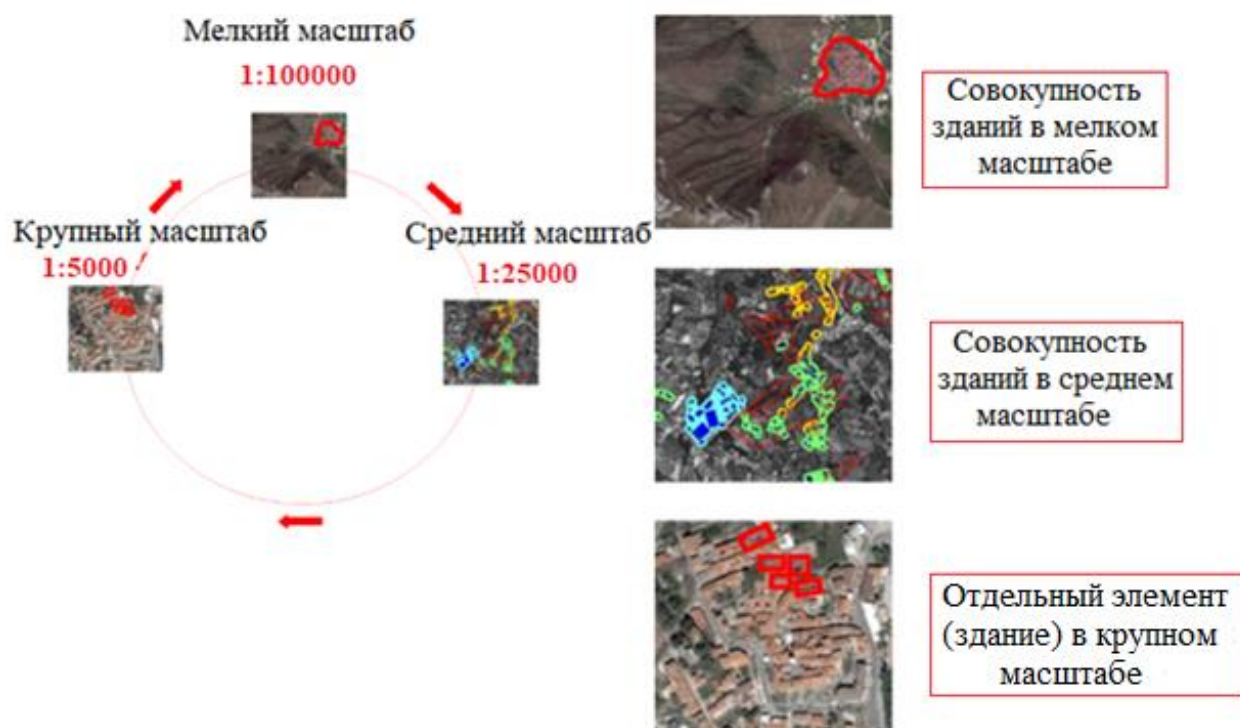 Мелкий масштаб
1:100000
Крупный масштаб
1:5000
Средний масштаб
1:25000
Совокупность
зданий в мелком
масштабе
Совокупность
зданий в среднем
масштабе
Отдельный элемент
(здание) в крупном
масштабе